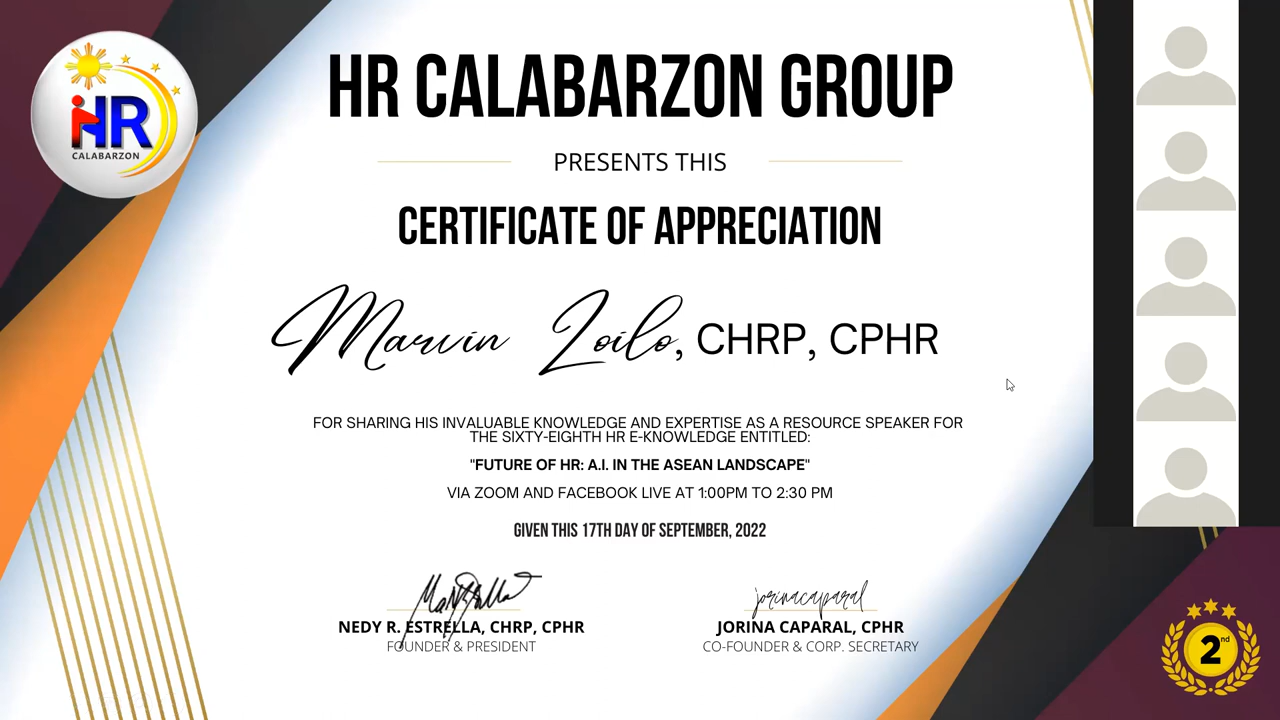 HR CALABARZON
HR CALABARZON GROUP
PRESENTS THIS
CERTIFICATE OF APPRECIATION
Marvin Loilo, CHRP, CPHR
FOR SHARING HIS INVALUABLE KNOWLEDGE AND EXPERTISE AS A RESOURCE SPEAKER FOR
THE SIXTY-EIGHTH HR E-KNOWLEDGE ENTITLED:
"FUTURE OF HR: A.I. IN THE ASEAN LANDSCAPE"
VIA ZOOM AND FACEBOOK LIVE AT 1:00PM TO 2:30 PM
GIVEN THIS 17TH DAY OF SEPTEMBER, 2022
jorinacaparal
NEDY R. ESTRELLA, CHRP, CPHR
FOUNDER & PRESIDENT
JORINA CAPARAL, CPHR
CO-FOUNDER & CORP. SECRETARY
2nd